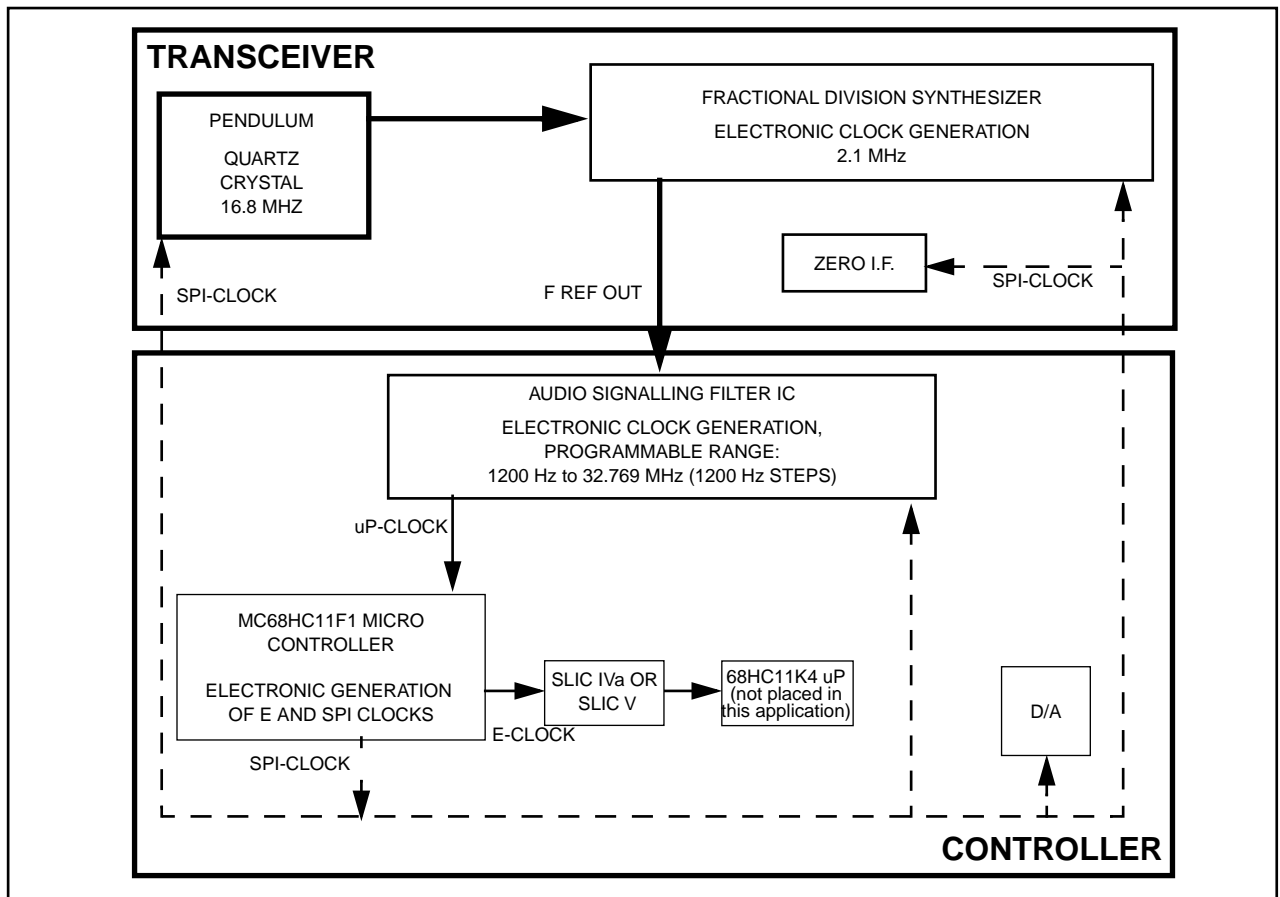 TRANSCEIVER
PENDULUM
QUARTZ
CRYSTAL
16.8 MHZ
FRACTIONAL DIVISION SYNTHESIZER
ELECTRONIC CLOCK GENERATION
2.1 MHz
ZERO I.F.
SPI-CLOCK
SPI-CLOCK
F REF OUT
AUDIO SIGNALLING FILTER IC
ELECTRONIC CLOCK GENERATION,
PROGRAMMABLE RANGE:
1200 Hz to 32.769 MHz (1200 Hz STEPS)
uP-CLOCK
MC68HC11F1 MICRO
CONTROLLER
ELECTRONIC GENERATION
OF E AND SPI CLOCKS
SLIC IVa OR
SLIC V
68HC11K4 uP
(not placed in
this application)
D/A
E-CLOCK
SPI-CLOCK
CONTROLLER